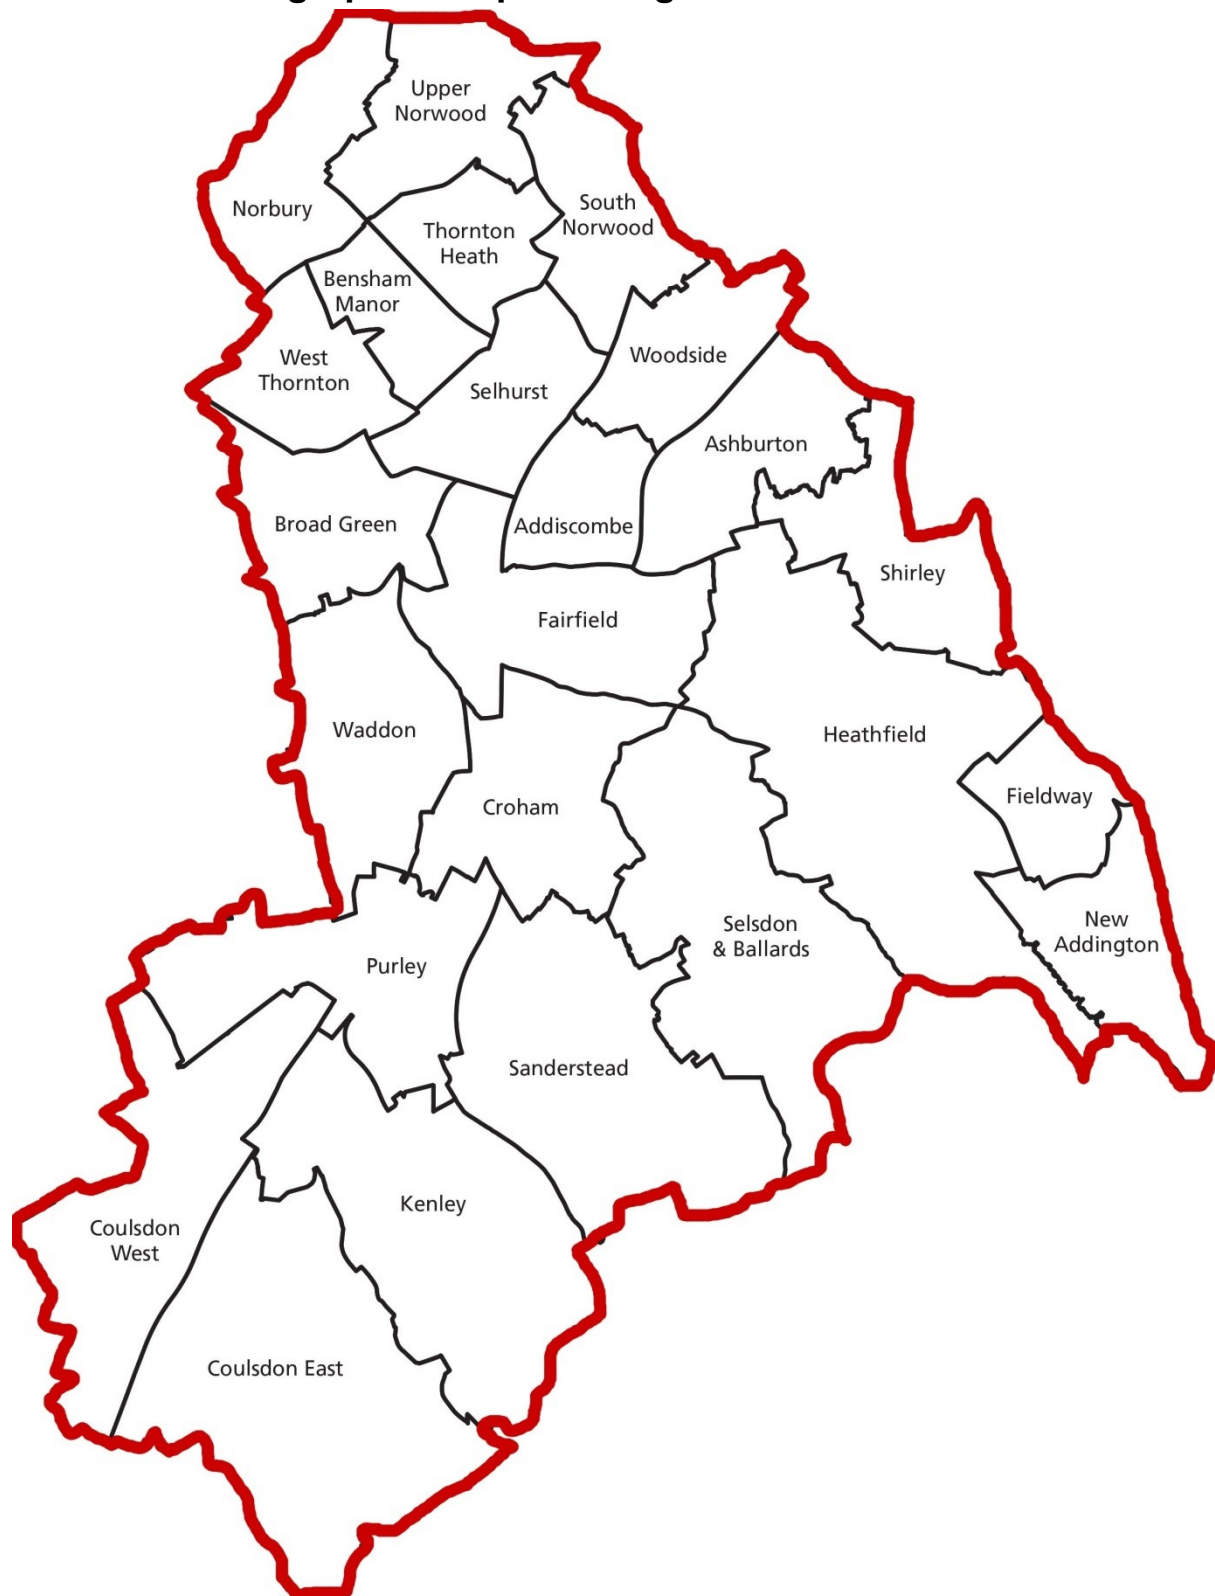 Upper
Norwood
Norbury
South
Norwood
Thornton
Heath
Bensham
Manor
West
Thornton
Woodside
Selhurst
Ashburton
Broad Green
Addiscombe
Shirley
Fairfield
Waddon
Heathfield
Fieldway
Croham
New
Addington
Selsdon
& Ballards
Purley
Sanderstead
Kenley
Coulsdon
West
Coulsdon East